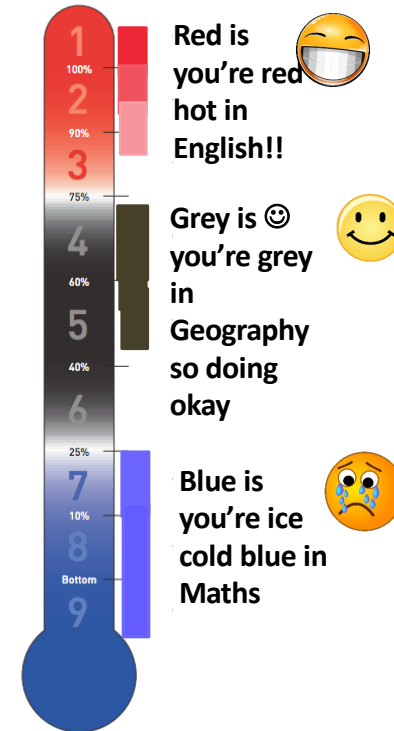 1
100%
2
90%
3
75%
4
60%
5
40%
6
25%
7
10%
8
Bottom
9
Red is
you're red
hot in
English!!
Grey is ☺
you're grey
in
Geography
so doing
okay
Blue is
you're ice
cold blue in
Maths